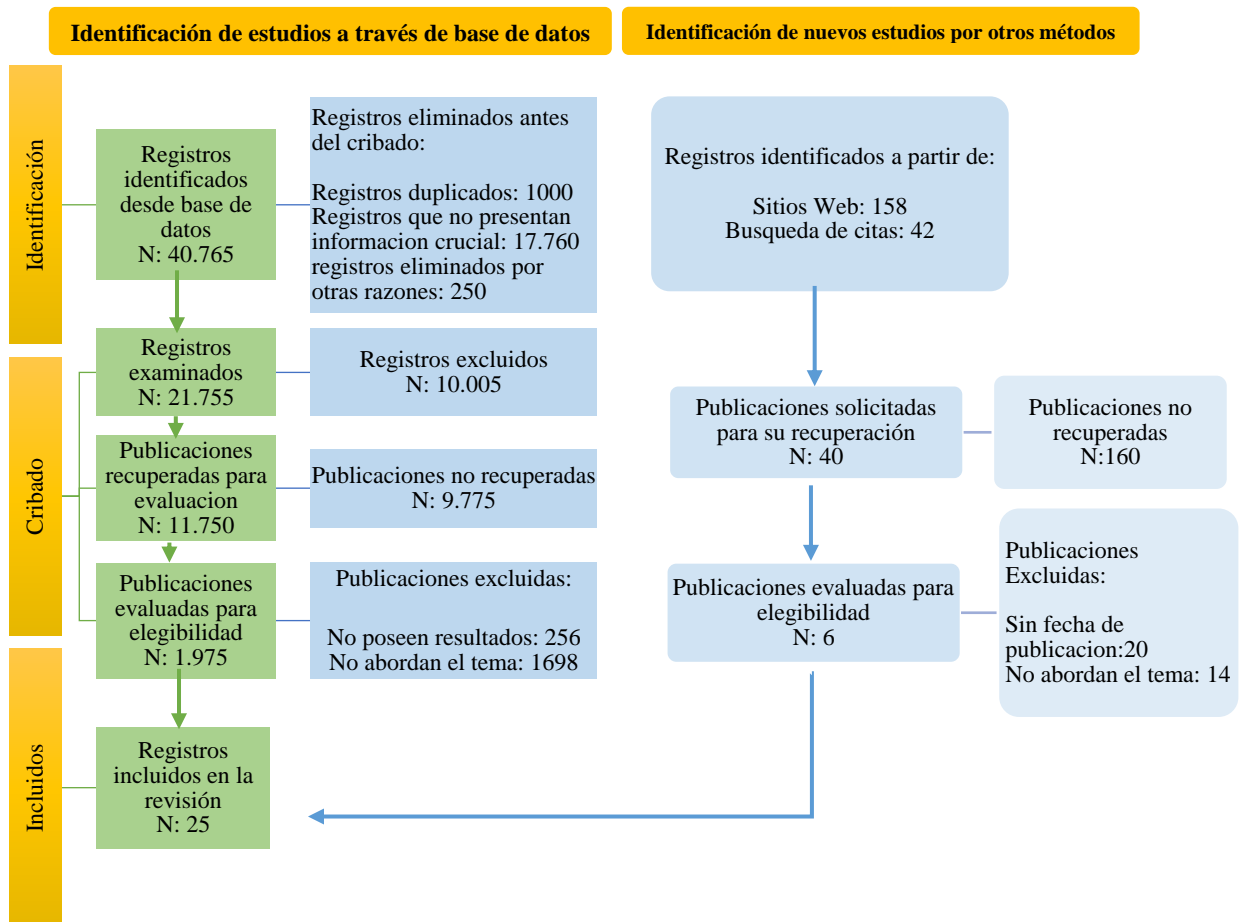 Identificación de estudios a través de base de datos
Identificación de nuevos estudios por otros métodos
Identificación
Registros
identificados
desde base de
datos
N: 40.765
Registros eliminados antes
del cribado:
Registros duplicados: 1000
Registros que no presentan
informacion crucial: 17.760
registros eliminados por
otras razones: 250
Registros identificados a partir de:
Sitios Web: 158
Busqueda de citas: 42
Cribado
Registros
examinados
N: 21.755
Registros excluidos
N: 10.005
Publicaciones
recuperadas para
evaluacion
N: 11.750
Publicaciones no recuperadas
N: 9.775
Publicaciones solicitadas
para su recuperación
N: 40
Publicaciones no
recuperadas
N:160
Publicaciones
evaluadas para
elegibilidad
N: 1.975
Publicaciones excluidas:
No poseen resultados: 256
No abordan el tema: 1698
Publicaciones evaluadas para
elegibilidad
N: 6
Publicaciones
Excluidas:
Sin fecha de
publicacion:20
No abordan el tema: 14
Incluidos
Registros
incluidos en la
revisión
N: 25